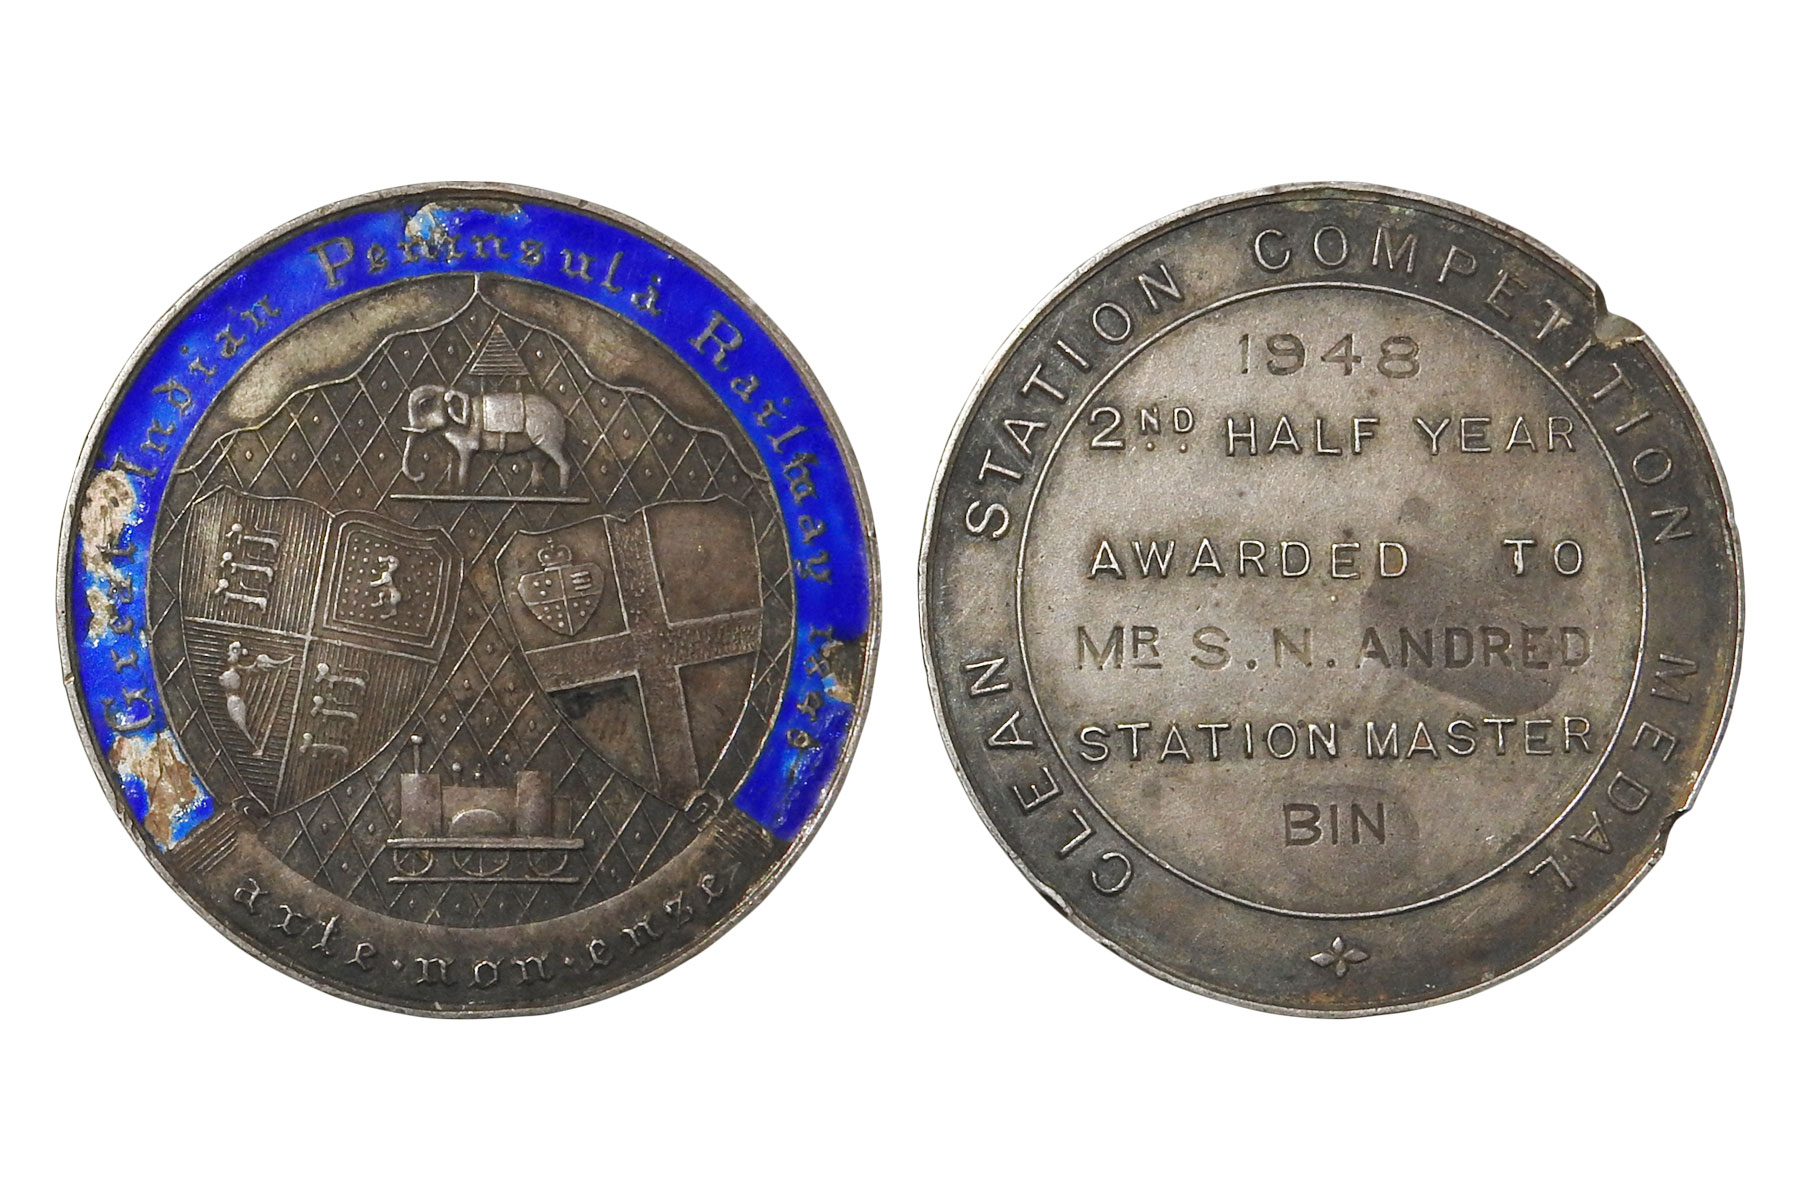 Great Indian Peninsula Railway 1849
arte · non · ense
CLEAN STATION COMPETITION MEDAL
1948
2ND. HALF YEAR
AWARDED TO
MR S.N. ANDRED
STATION MASTER
BIN